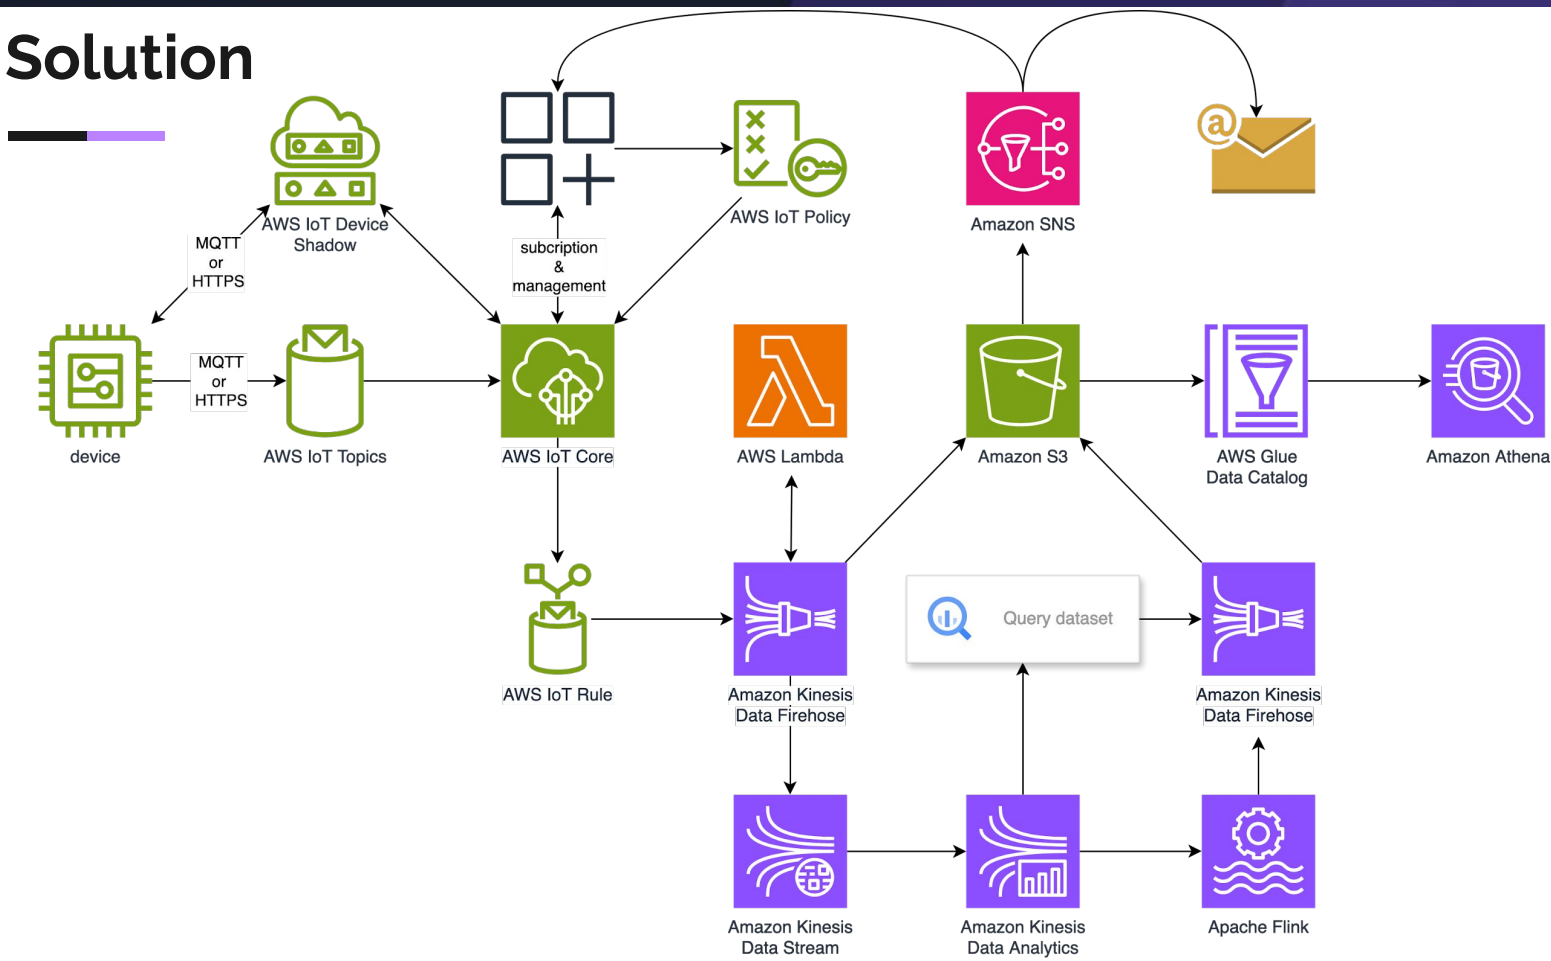 Solution
AWS IoT Device
Shadow
MQTT
or
HTTPS
subcription
&
management
AWS IoT Policy
Amazon SNS
@
device
MQTT
or
HTTPS
AWS IoT Topics
AWS IoT Core
AWS Lambda
Amazon S3
AWS Glue
Data Catalog
Amazon Athena
AWS IoT Rule
Amazon Kinesis
Data Firehose
Query dataset
Amazon Kinesis
Data Firehose
Amazon Kinesis
Data Stream
Amazon Kinesis
Data Analytics
Apache Flink